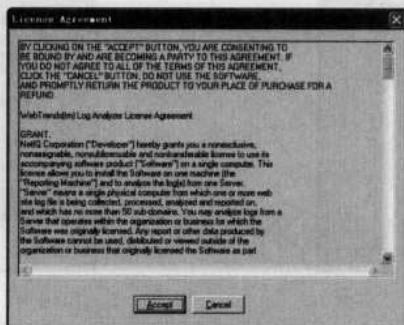 License Agreement
BY CLICKING ON THE "ACCEPT" BUTTON, YOU ARE CONSENTING TO
BE BOUND BY AND ARE BECOMING A PARTY TO THIS AGREEMENT. IF
YOU DO NOT AGREE TO ALL OF THE TERMS OF THIS AGREEMENT,
CLICK THE "CANCEL" BUTTON, DO NOT USE THE SOFTWARE,
AND PROMPTLY RETURN THE PRODUCT TO YOUR PLACE OF PURCHASE FOR A
REFUND
WebTrends(tm) Log Analyzer License Agreement
GRANT.
NetIQ Corporation ("Developer") hereby grants you a nonexclusive,
nonassignable, nonsublicensable and nontransferable license to use its
accompanying software product ("Software") on a single computer. This
license allows you to install the Software on one machine (the
"Reporting Machine") and to analyze the log(s) from one Server.
"Server" means a single physical computer from which one or more web
site log file is being collected, processed, analyzed and reported on,
and which has no more than 50 sub-domains. You may analyze logs from a
Server that operates within the organization or business for which the
Software was originally licensed. Any report or other data produced by
the Software cannot be used, distributed or viewed outside of the
organization or business that originally licensed the Software as part
Accept Cancel